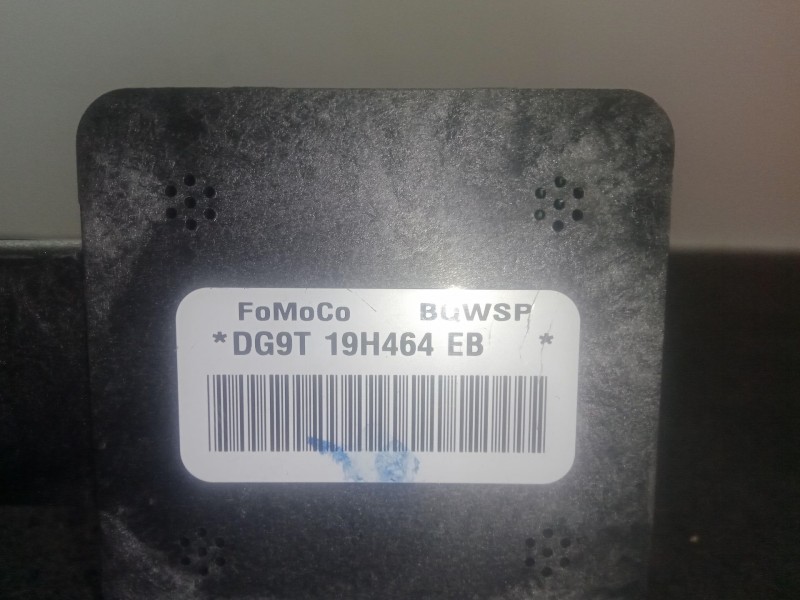 FoMoCo BQWSP
*DG9T 19H464 EB *